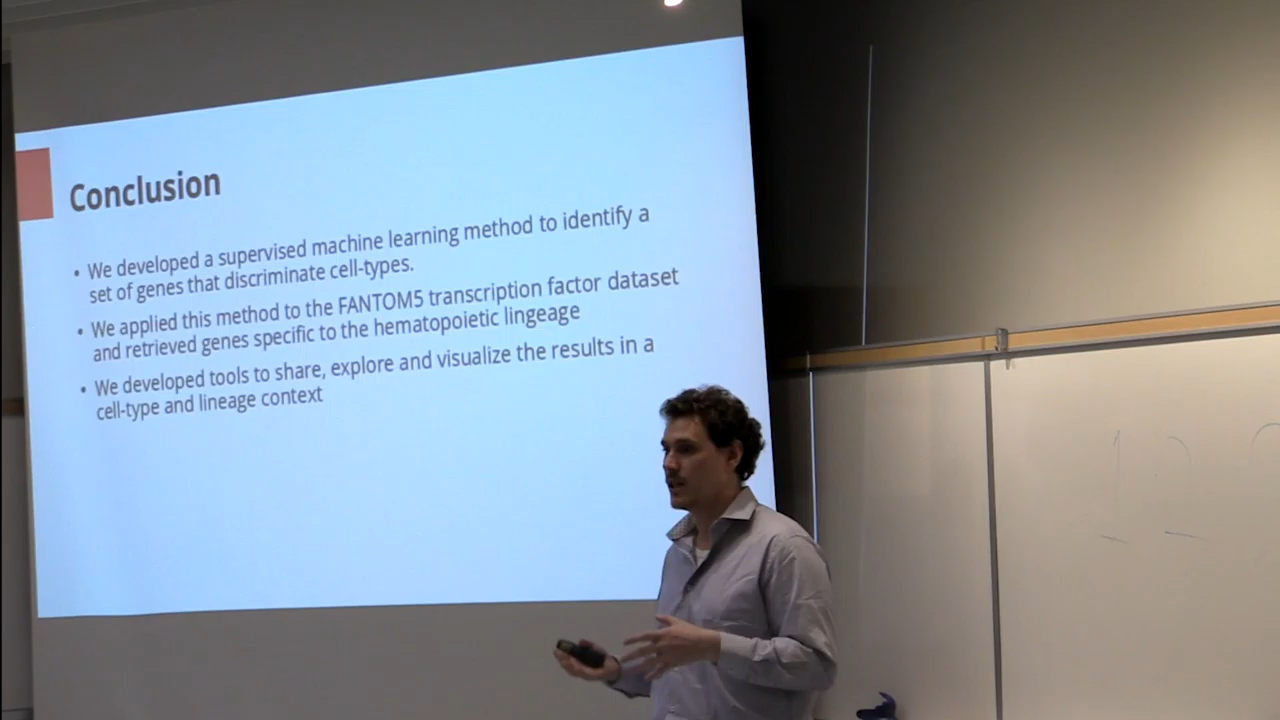 Conclusion
• We developed a supervised machine learning method to identify a
set of genes that discriminate cell-types.
• We applied this method to the FANTOM5 transcription factor dataset
and retrieved genes specific to the hematopoietic lingeage
• We developed tools to share, explore and visualize the results in a
cell-type and lineage context